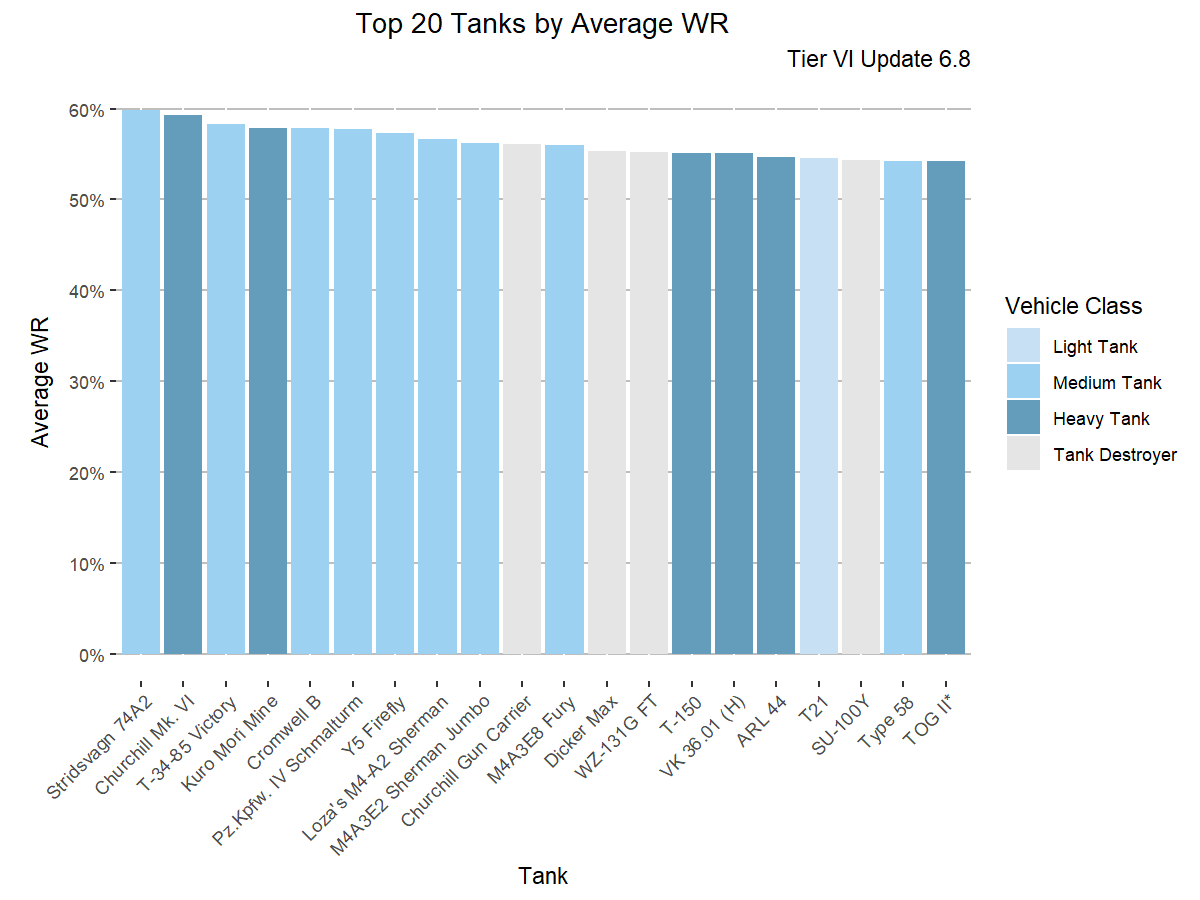 Top 20 Tanks by Average WR
Tier VI Update 6.8
60%
50%
40%
30%
20%
10%
0%
Average WR
Stridsvagn 74A2
Churchill Mk. VI
T-34-85 Victory
Kuro Mori Mine
Cromwell B
Pz.Kpfw. IV Schmalturm
Y5 Firefly
Loza's M4-A2 Sherman
M4A3E2 Sherman Jumbo
Churchill Gun Carrier
M4A3E8 Fury
Dicker Max
WZ-131G FT
T-150
VK 36.01 (H)
ARL 44
T21
SU-100Y
Type 58
TOG II*
Tank
Vehicle Class
Light Tank
Medium Tank
Heavy Tank
Tank Destroyer